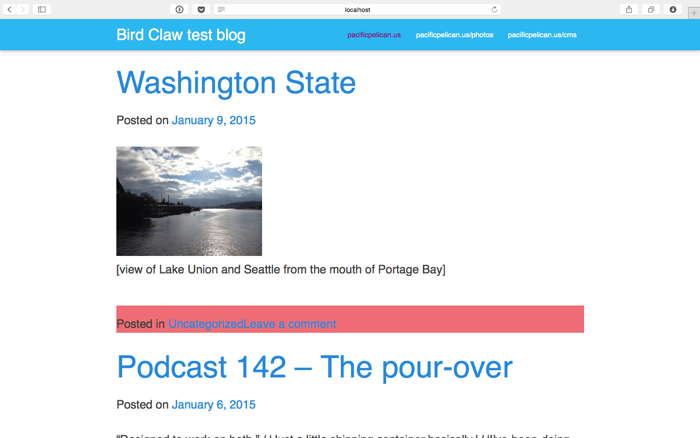 localhost
Bird Claw test blog
pacificpelican.us
pacificpelican.us/photos
pacificpelican.us/cms
Washington State
Posted on January 9, 2015
[view of Lake Union and Seattle from the mouth of Portage Bay]
Posted in UncategorizedLeave a comment
Podcast 142 – The pour-over
Posted on January 6, 2015